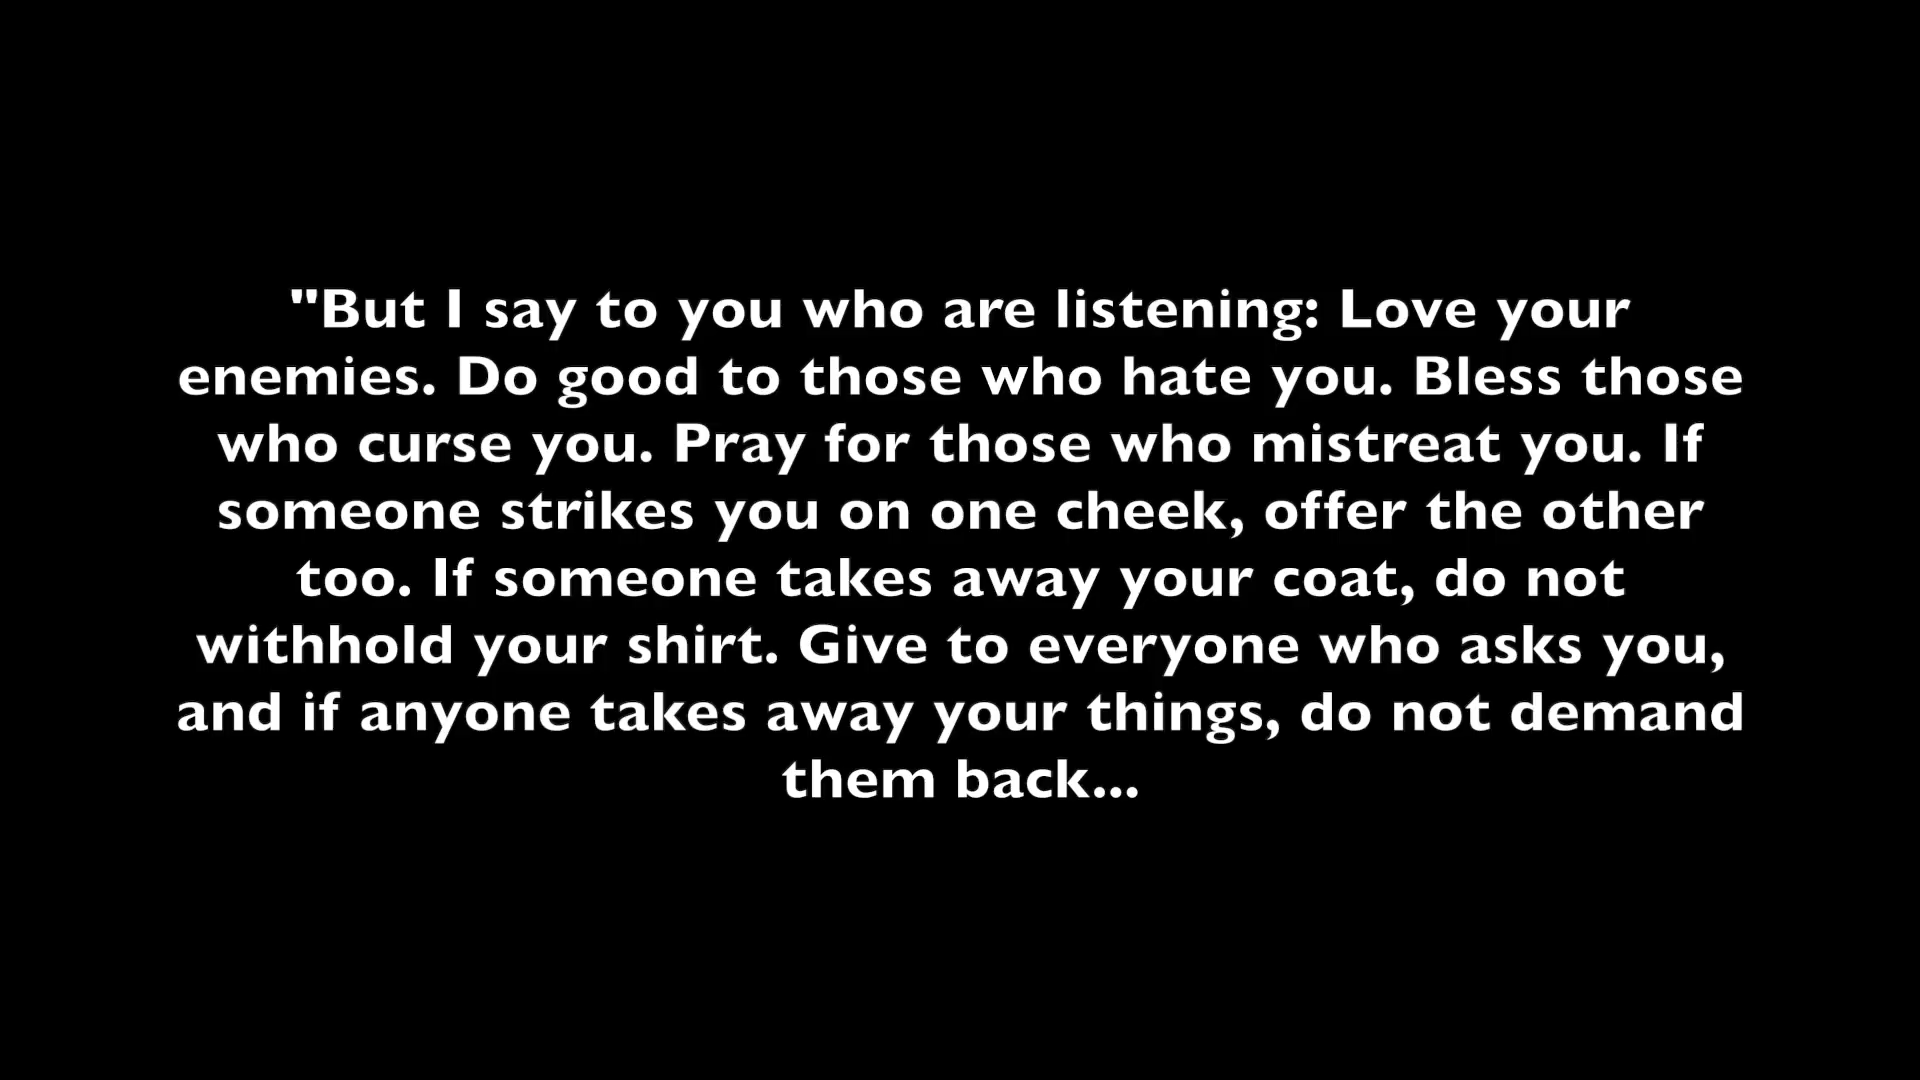 "But I say to you who are listening: Love your
enemies. Do good to those who hate you. Bless those
who curse you. Pray for those who mistreat you. If
someone strikes you on one cheek, offer the other
too. If someone takes away your coat, do not
withhold your shirt. Give to everyone who asks you,
and if anyone takes away your things, do not demand
them back...